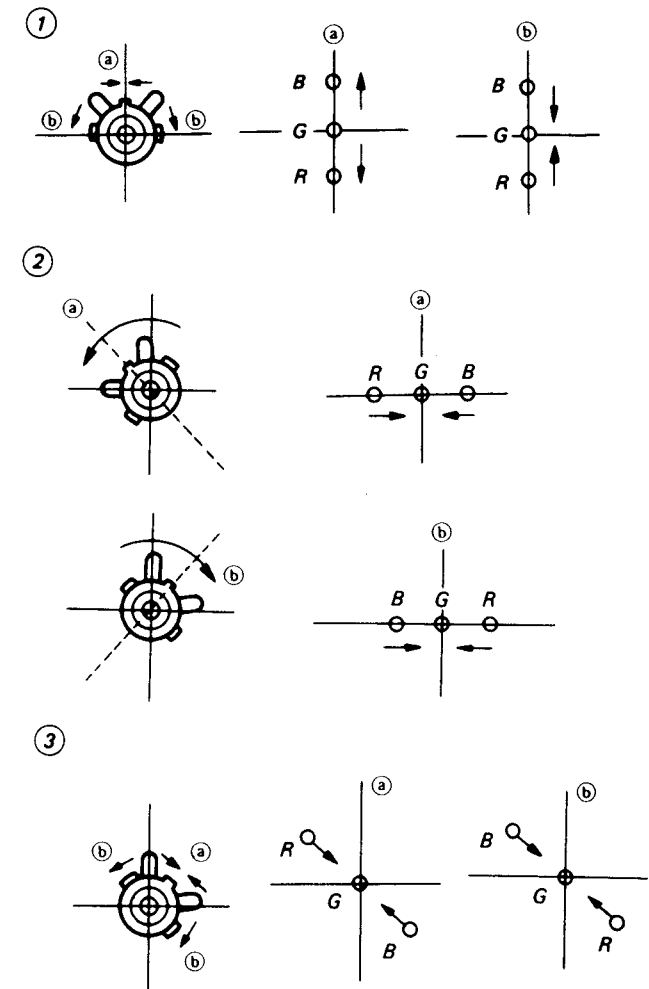 1
ⓐ ⓑ
ⓐ
B B
ⓑ ⓑ G G
R R
2
ⓐ ⓐ
R G B
ⓑ ⓑ
B G R
3
ⓐ ⓑ
ⓑ ⓐ R B
G G
B R
ⓑ